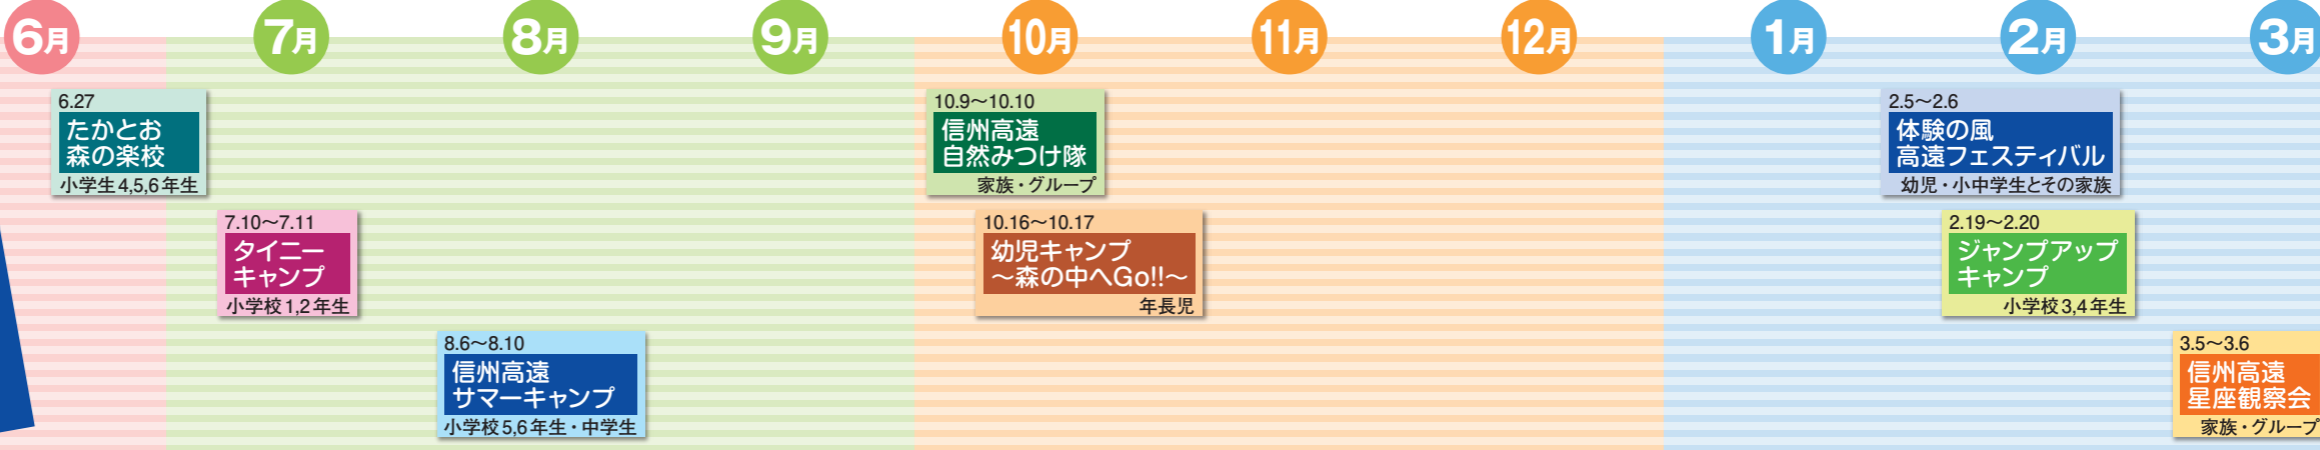 6月
7月
8月
9月
10月
11月
12月
1月
2月
3月
6.27
たかとお
森の楽校
小学生4,5,6年生
10.9〜10.10
信州高遠
自然みつけ隊
家族・グループ
2.5〜2.6
体験の風
高遠フェスティバル
幼児・小中学生とその家族
7.10〜7.11
タイニー
キャンプ
小学校1,2年生
10.16〜10.17
幼児キャンプ
〜森の中へGo!!〜
年長児
2.19〜2.20
ジャンプアップ
キャンプ
小学校3,4年生
8.6〜8.10
信州高遠
サマーキャンプ
小学校5,6年生・中学生
3.5〜3.6
信州高遠
星座観察会
家族・グループ